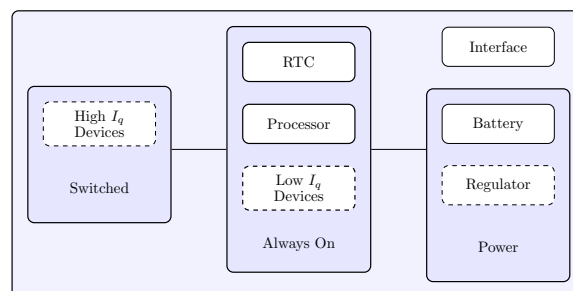 High I_q
Devices
Switched
RTC
Processor
Low I_q
Devices
Always On
Interface
Battery
Regulator
Power